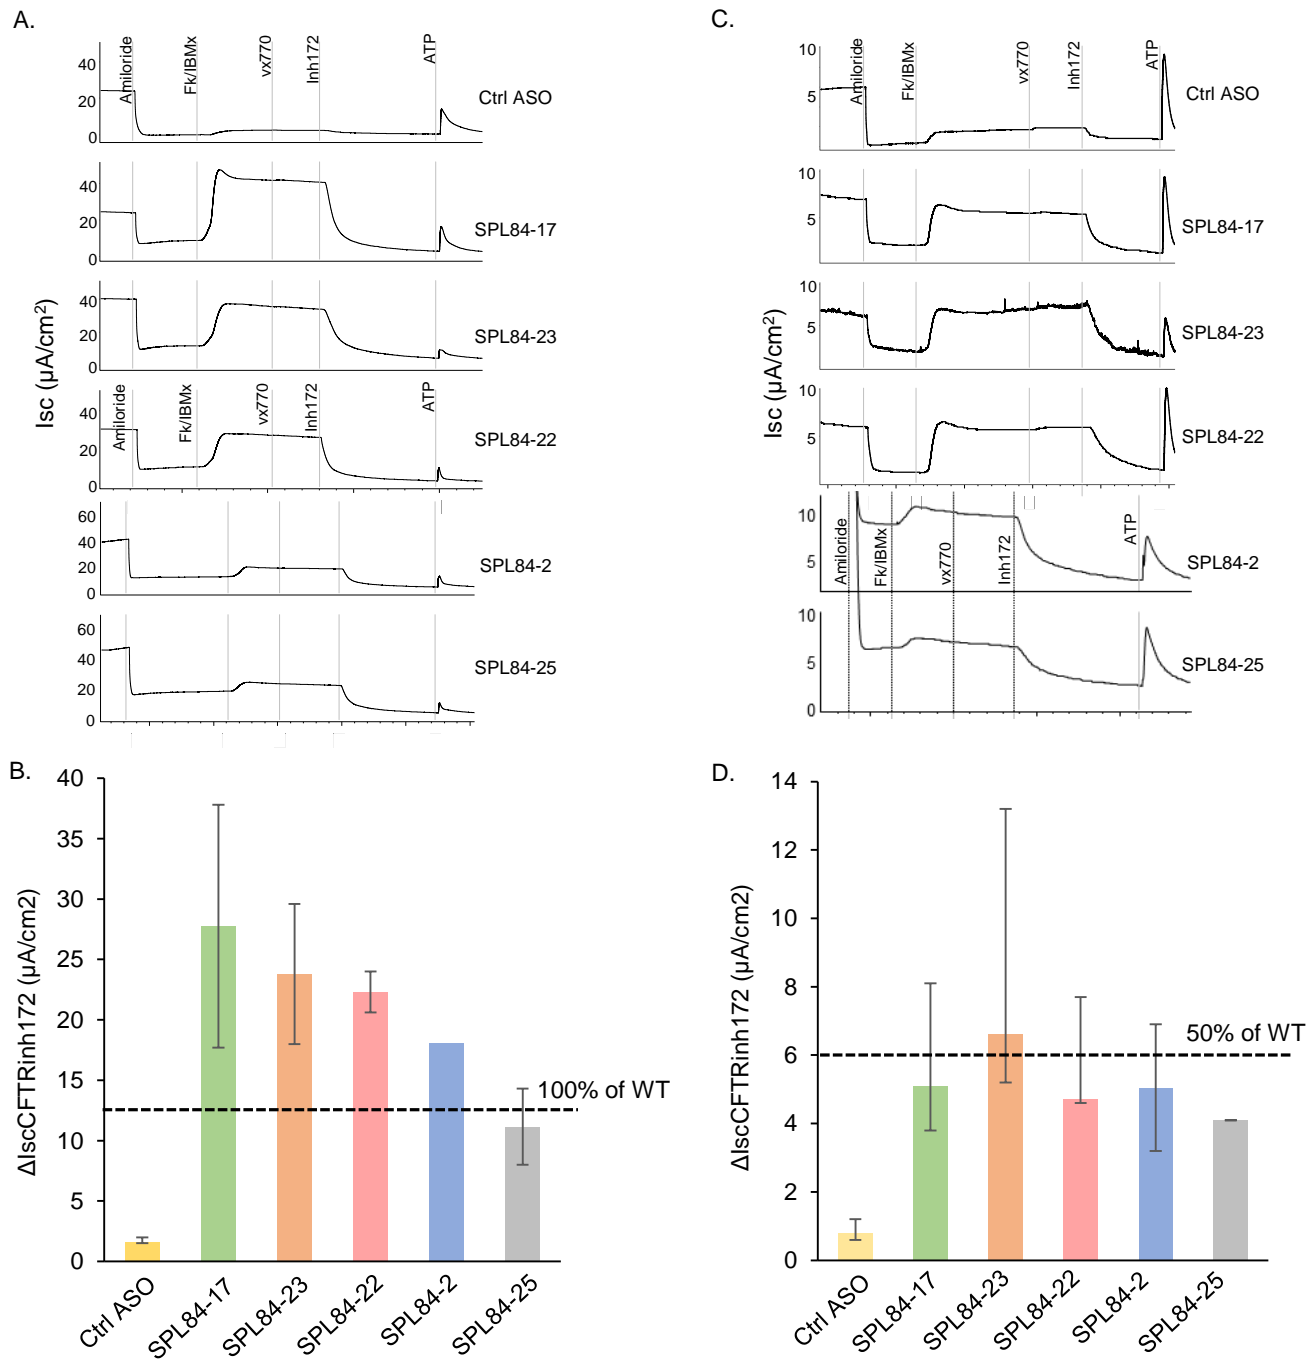 A.
Amiloride
Fk/IBMx
vx770
Inh172
ATP
40
20
0
Ctrl ASO
40
20
0
SPL84-17
40
20
0
SPL84-23
Amiloride
Fk/IBMx
vx770
Inh172
ATP
40
20
0
SPL84-22
60
40
20
0
SPL84-2
60
40
20
0
SPL84-25
Isc (µA/cm²)
C.
Amiloride
Fk/IBMx
vx770
Inh172
ATP
10
5
Ctrl ASO
10
5
SPL84-17
10
5
SPL84-23
10
5
SPL84-22
Amiloride
Fk/IBMx
vx770
Inh172
ATP
10
5
SPL84-2
10
5
0
SPL84-25
Isc (µA/cm²)
B.
ΔIscCFTRinh172 (µA/cm2)
40
35
30
25
20
15
10
5
0
100% of WT
Ctrl ASO
SPL84-17
SPL84-23
SPL84-22
SPL84-2
SPL84-25
D.
ΔIscCFTRinh172 (µA/cm2)
14
12
10
8
6
4
2
0
50% of WT
Ctrl ASO
SPL84-17
SPL84-23
SPL84-22
SPL84-2
SPL84-25